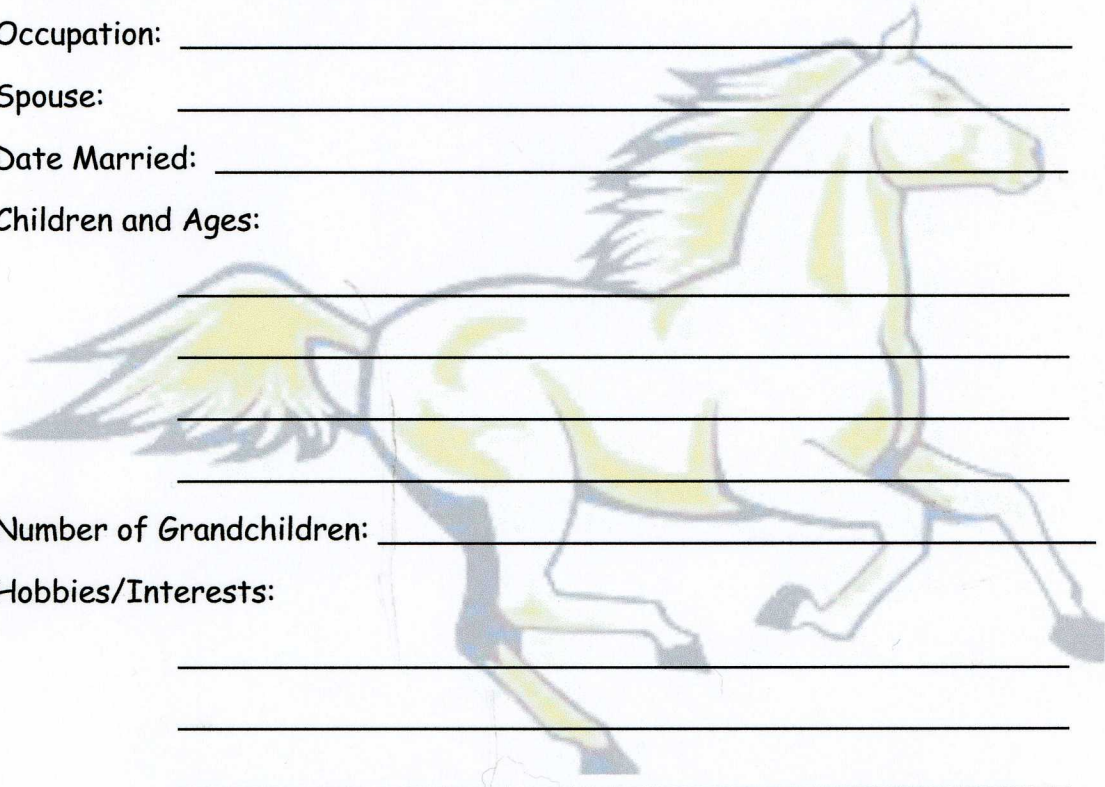 Occupation:
Spouse:
Date Married:
Children and Ages:
Number of Grandchildren:
Hobbies/Interests: